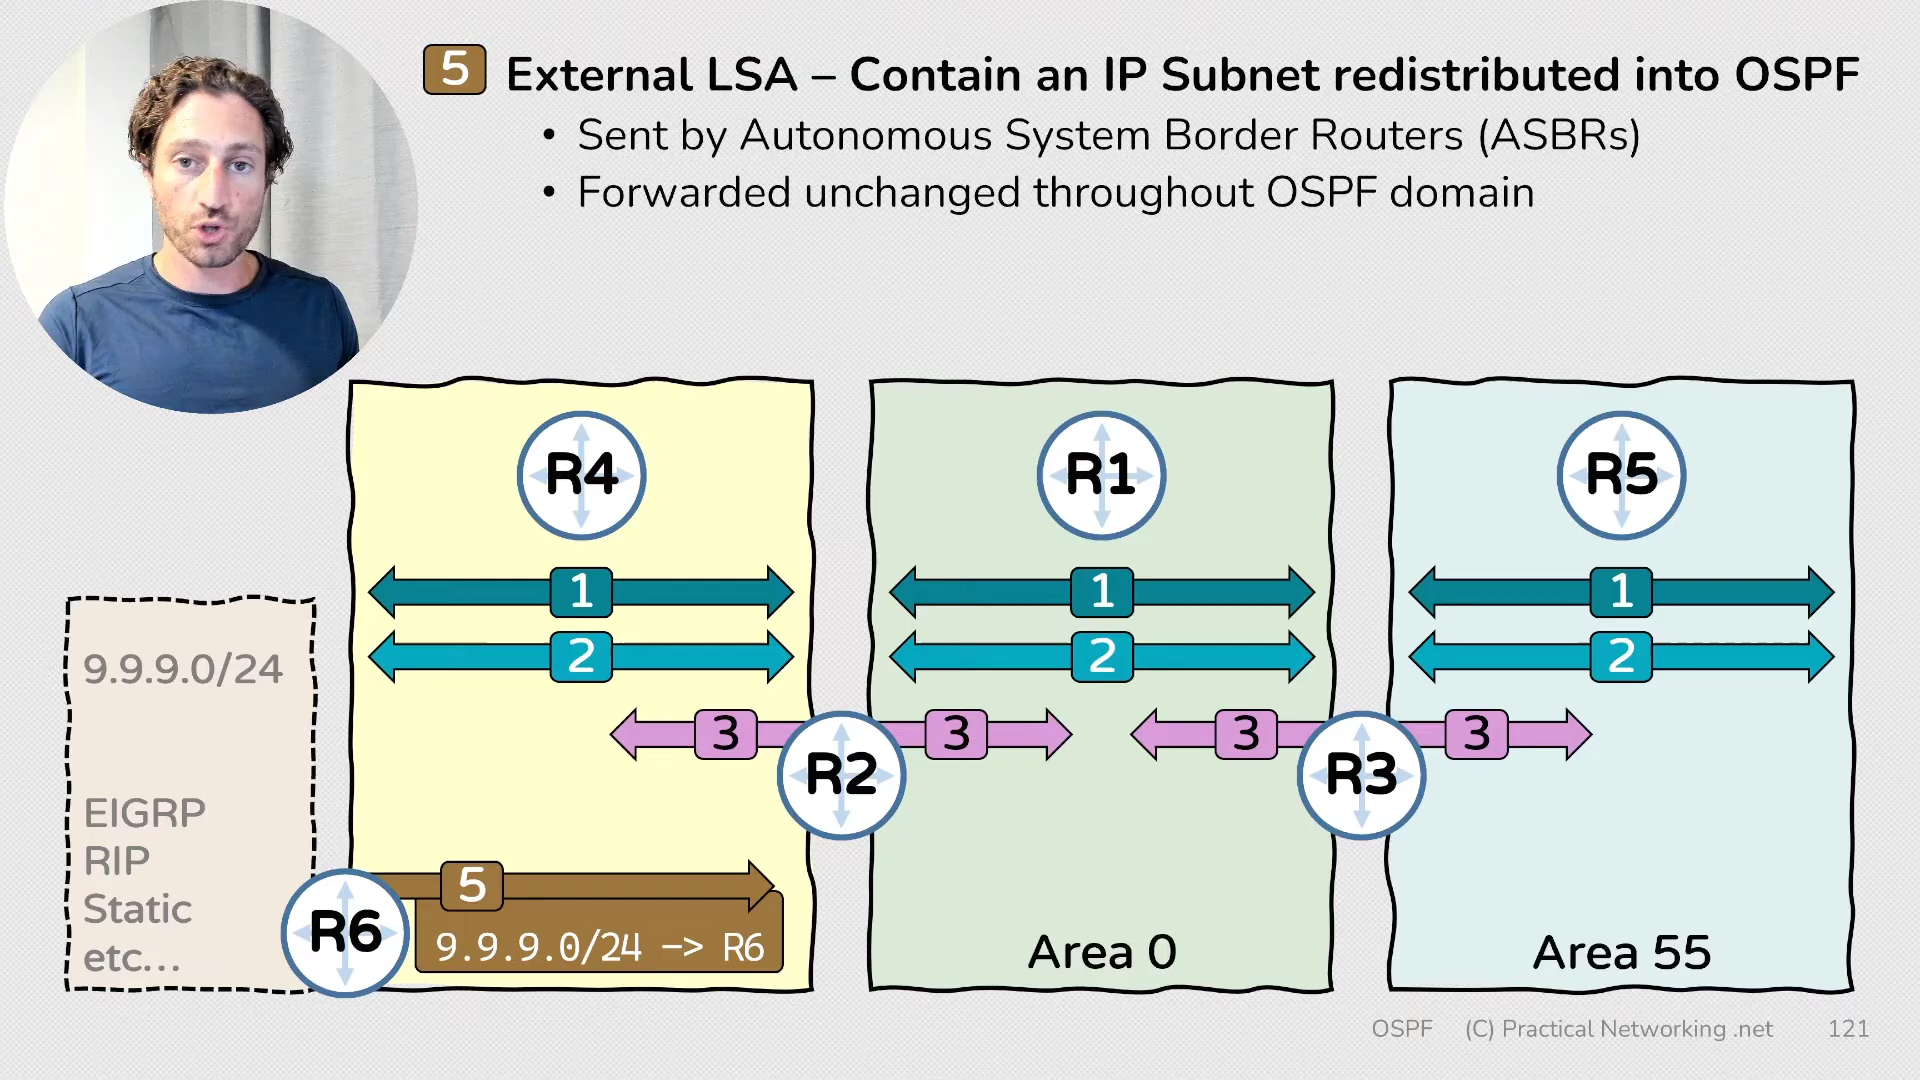 5 External LSA – Contain an IP Subnet redistributed into OSPF
• Sent by Autonomous System Border Routers (ASBRs)
• Forwarded unchanged throughout OSPF domain
R4 R1 R5
1 1 1
2 2 2
9.9.9.0/24
3 3 3 3
R2 R3
EIGRP
RIP
Static
etc...
5
R6
9.9.9.0/24 –> R6
Area 0 Area 55
OSPF (C) Practical Networking .net 121